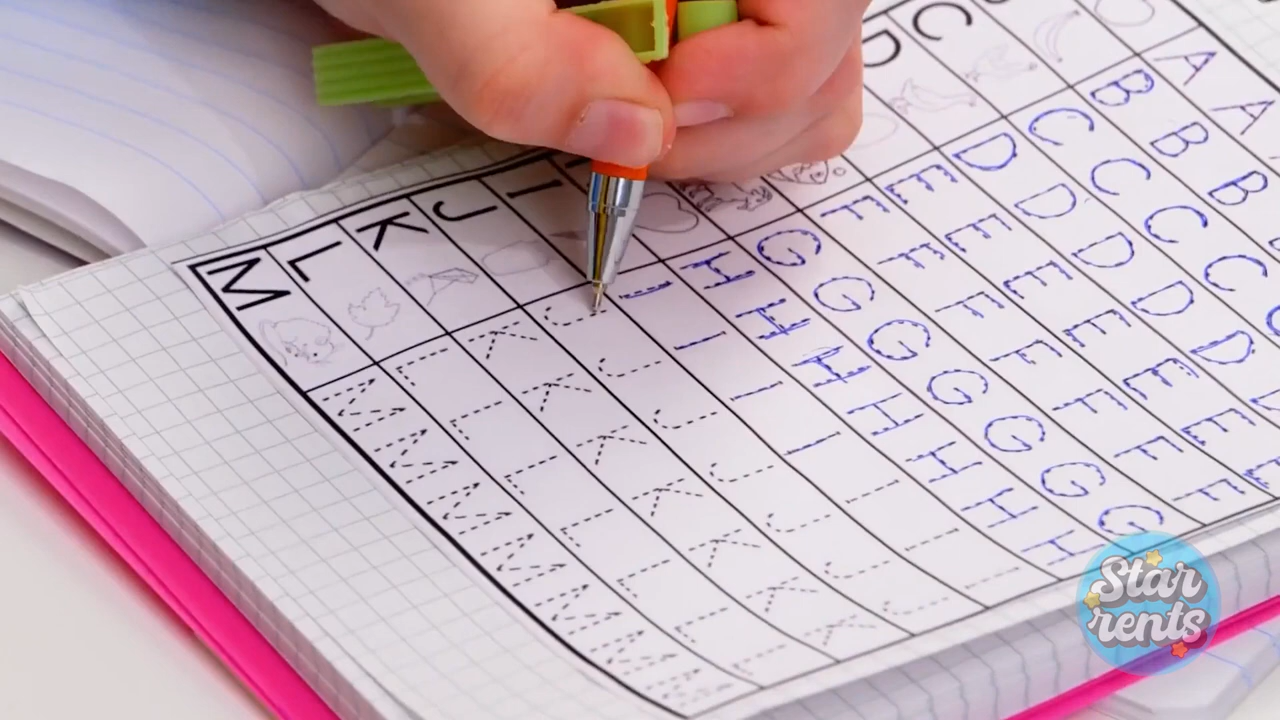 A A
B B B
C C C C C
D D D D D D D
E E E E E E E
F F F F F F F
G G G G G G G
H H H H H H H
I I I I I I I I
J J J J J J J J
K K K K K K K K
L L L L L L L L
M M M M M M M M
Star
rents